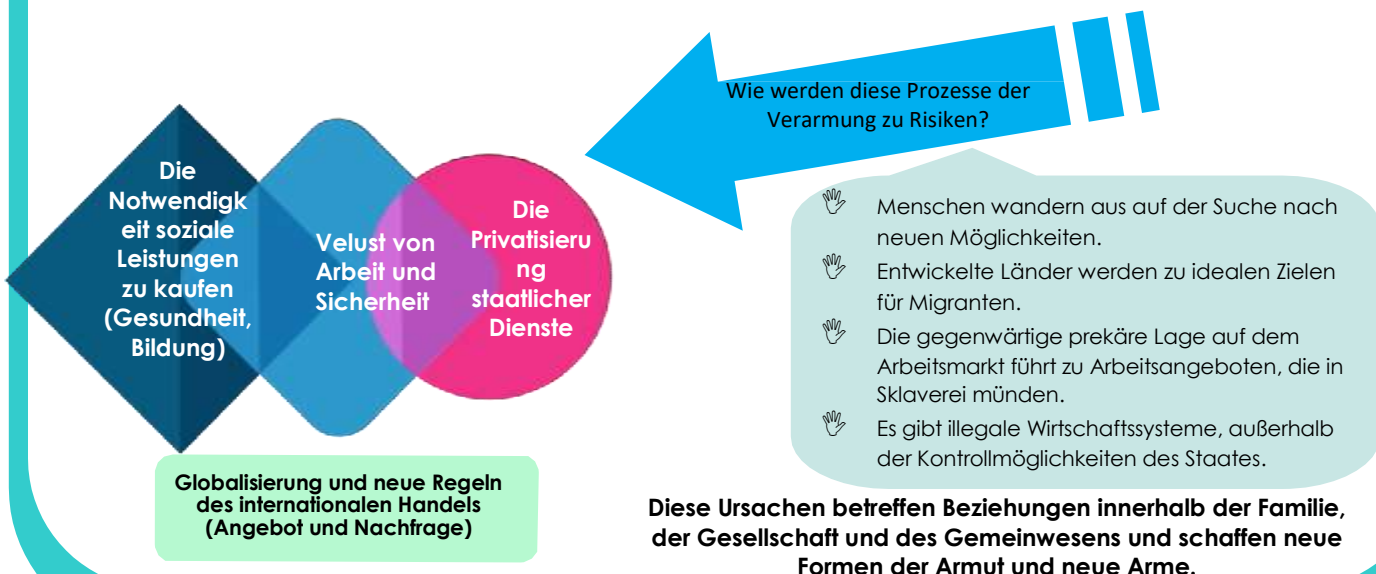 Wie werden diese Prozesse der
Verarmung zu Risiken?
Die
Notwendigk
eit soziale
Leistungen
zu kaufen
(Gesundheit,
Bildung)
Velust von
Arbeit und
Sicherheit
Die
Privatisieru
ng
staatlicher
Dienste
Globalisierung und neue Regeln
des internationalen Handels
(Angebot und Nachfrage)
Menschen wandern aus auf der Suche nach
neuen Möglichkeiten.
Entwickelte Länder werden zu idealen Zielen
für Migranten.
Die gegenwärtige prekäre Lage auf dem
Arbeitsmarkt führt zu Arbeitsangeboten, die in
Sklaverei münden.
Es gibt illegale Wirtschaftssysteme, außerhalb
der Kontrollmöglichkeiten des Staates.
Diese Ursachen betreffen Beziehungen innerhalb der Familie,
der Gesellschaft und des Gemeinwesens und schaffen neue
Formen der Armut und neue Arme.